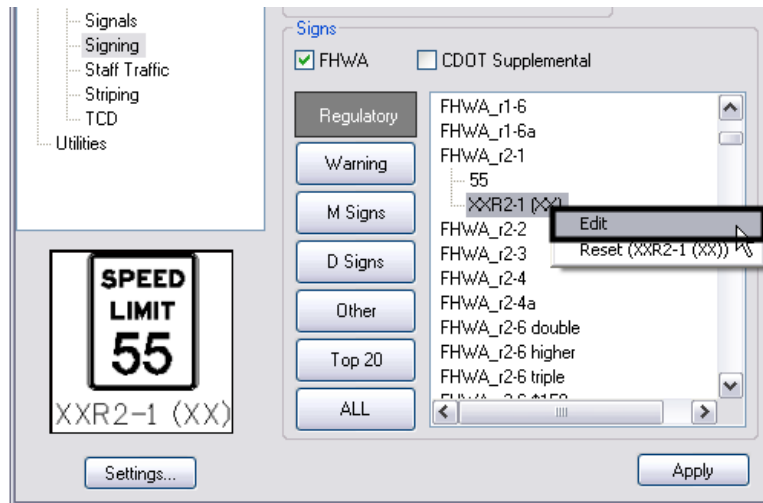 Signals
Signing
Staff Traffic
Striping
TCD
Utilities
SPEED
LIMIT
55
XXR2-1 (XX)
Settings...
Signs
FHWA
CDOT Supplemental
Regulatory
Warning
M Signs
D Signs
Other
Top 20
ALL
FHWA_r1-6
FHWA_r1-6a
FHWA_r2-1
55
XXR2-1 (XX)
Edit
Reset (XXR2-1 (XX))
FHWA_r2-2
FHWA_r2-3
FHWA_r2-4
FHWA_r2-4a
FHWA_r2-6 double
FHWA_r2-6 higher
FHWA_r2-6 triple
Apply